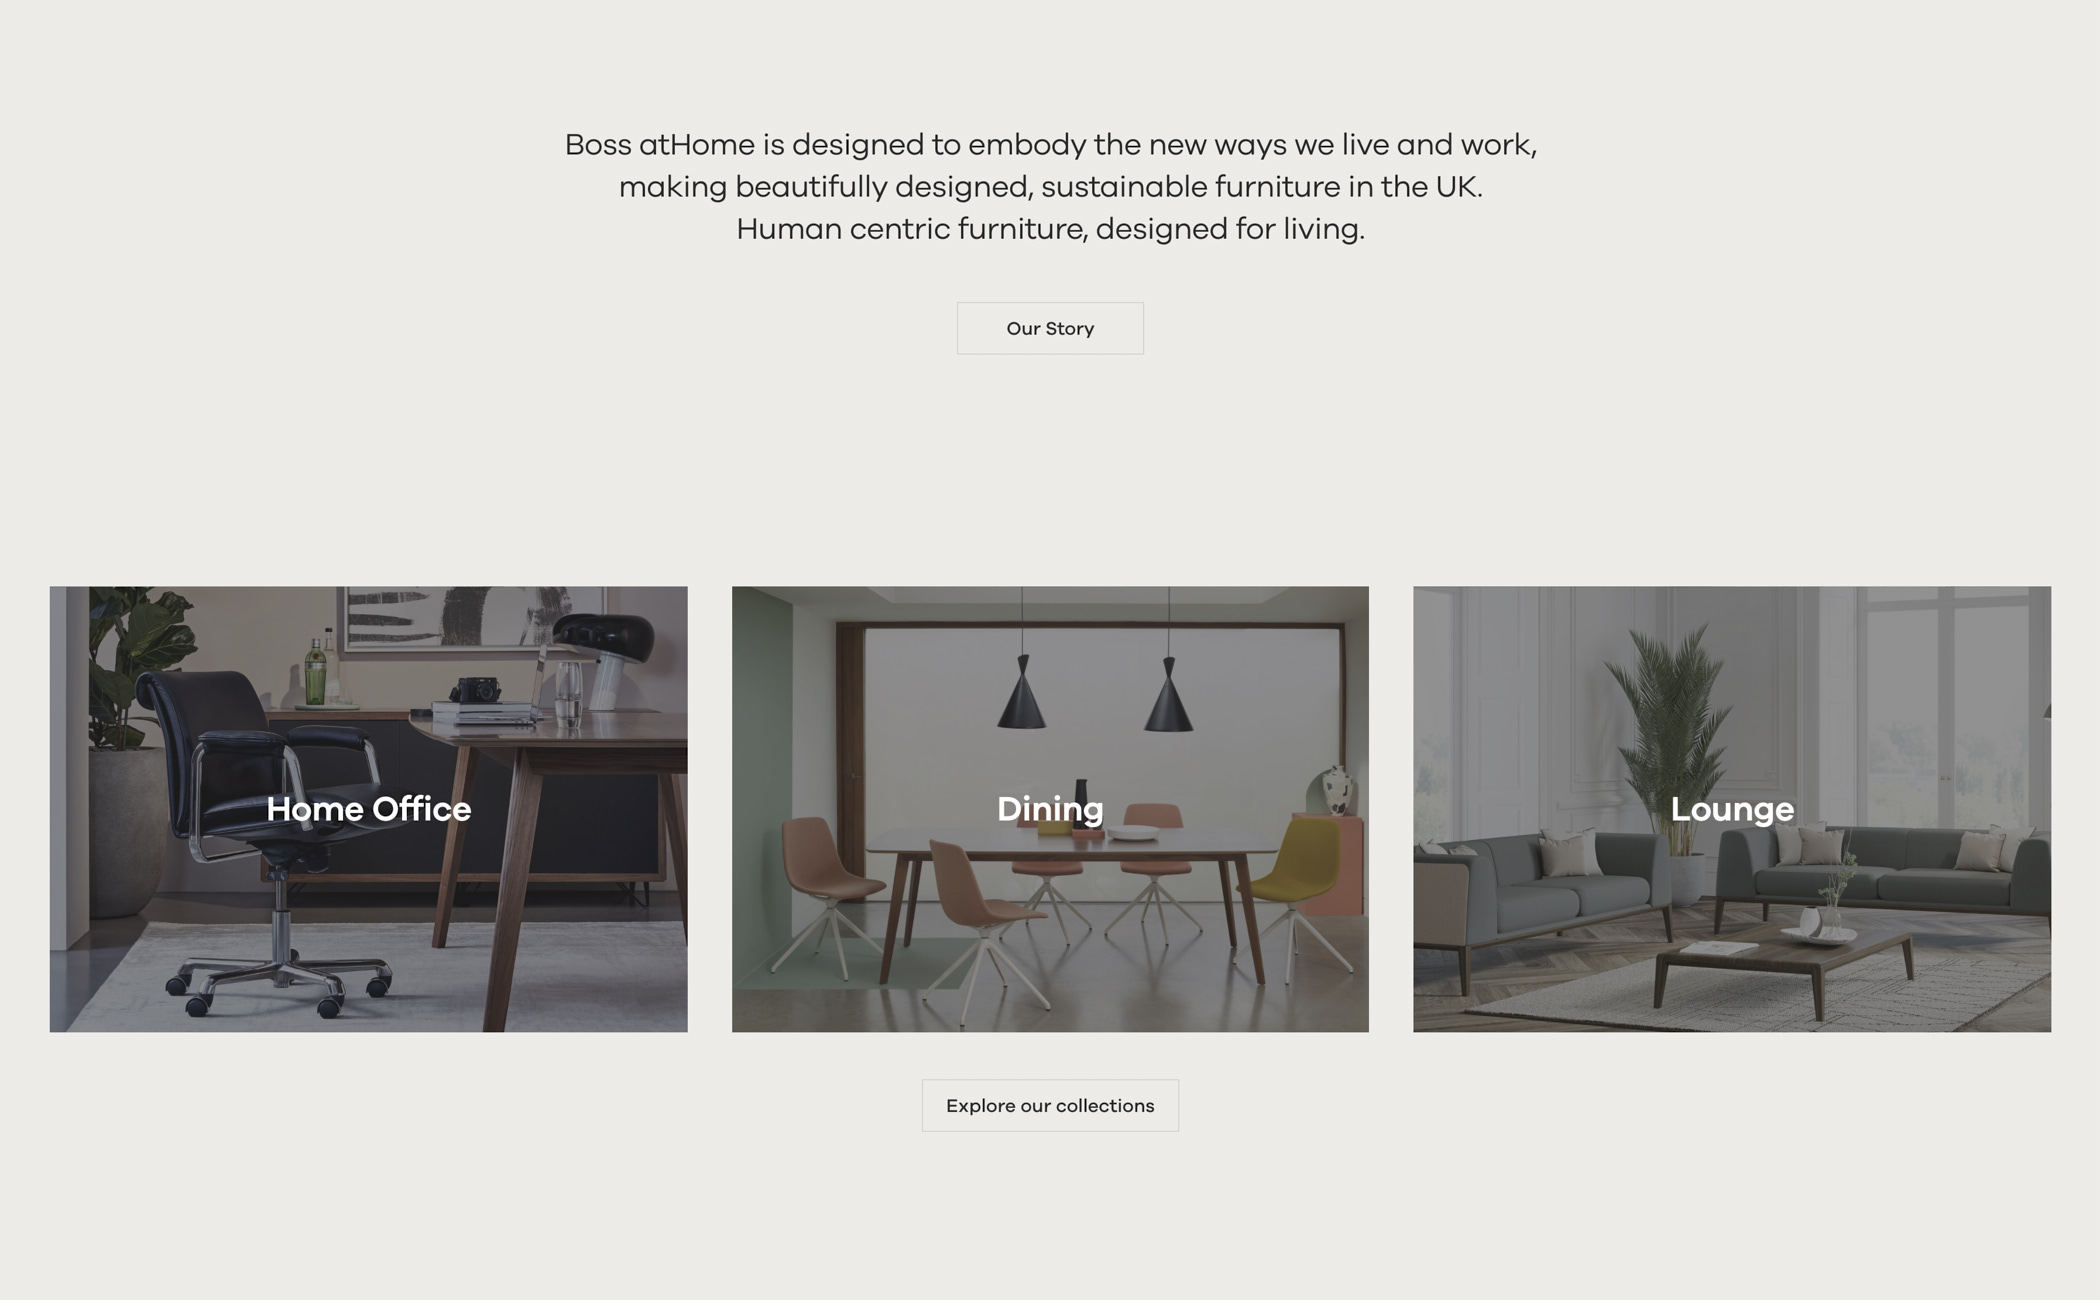 Boss atHome is designed to embody the new ways we live and work,
making beautifully designed, sustainable furniture in the UK.
Human centric furniture, designed for living.
Our Story
Home Office
Dining
Lounge
Explore our collections